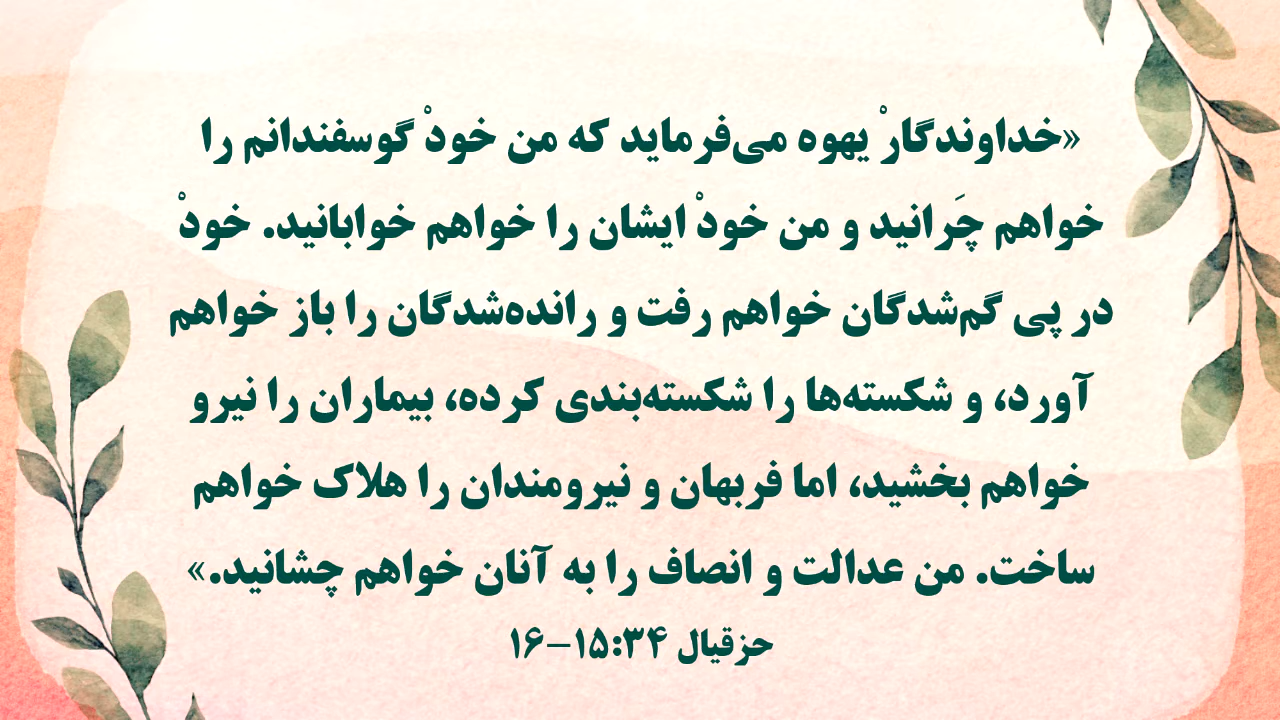 «خداوندگارْ یهوه می‌فرماید که من خودْ گوسفندانم را
خواهم چَرانید و من خودْ ایشان را خواهم خوابانید. خودْ
در پی گم‌شدگان خواهم رفت و رانده‌شدگان را باز خواهم
آورد، و شکسته‌ها را شکسته‌بندی کرده، بیماران را نیرو
خواهم بخشید، اما فربهان و نیرومندان را هلاک خواهم
ساخت. من عدالت و انصاف را به آنان خواهم چشانید.»
حزقیال ۱۵:۳۴–۱۶